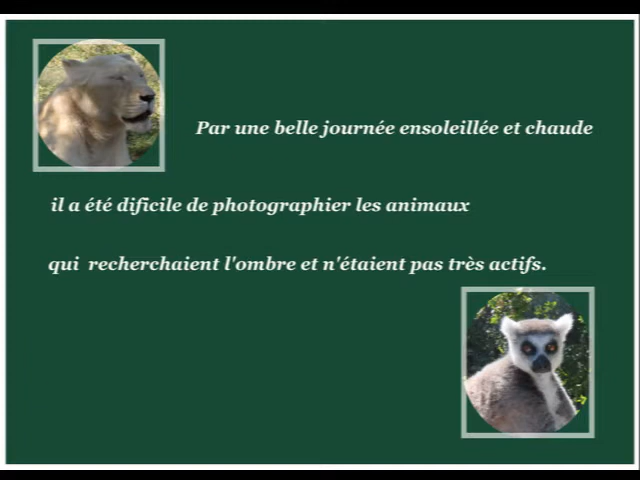 Par une belle journée ensoleillée et chaude
il a été dificile de photographier les animaux
qui  recherchaient l'ombre et n'étaient pas très actifs.